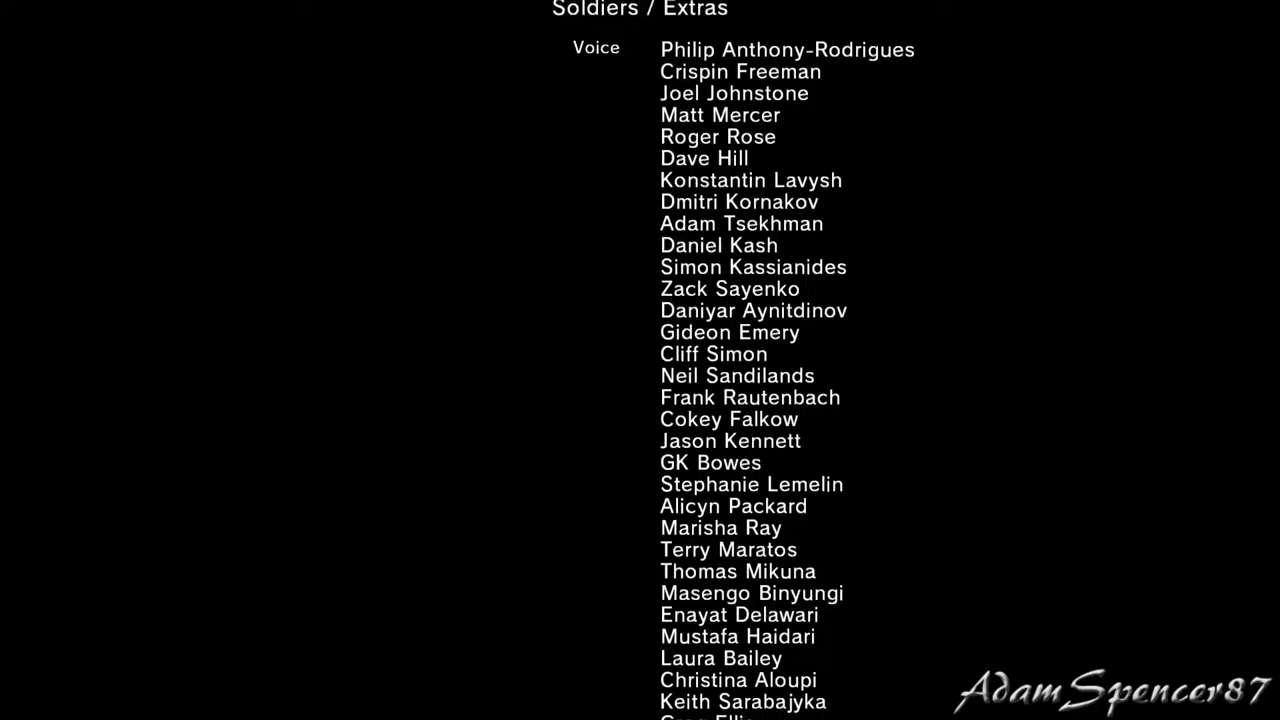 Soldiers / Extras
Voice
Philip Anthony-Rodrigues
Crispin Freeman
Joel Johnstone
Matt Mercer
Roger Rose
Dave Hill
Konstantin Lavysh
Dmitri Kornakov
Adam Tsekhman
Daniel Kash
Simon Kassianides
Zack Sayenko
Daniyar Aynitdinov
Gideon Emery
Cliff Simon
Neil Sandilands
Frank Rautenbach
Cokey Falkow
Jason Kennett
GK Bowes
Stephanie Lemelin
Alicyn Packard
Marisha Ray
Terry Maratos
Thomas Mikuna
Masengo Binyungi
Enayat Delawari
Mustafa Haidari
Laura Bailey
Christina Aloupi
Keith Sarabajyka
Greg Ellis
AdamSpencer87